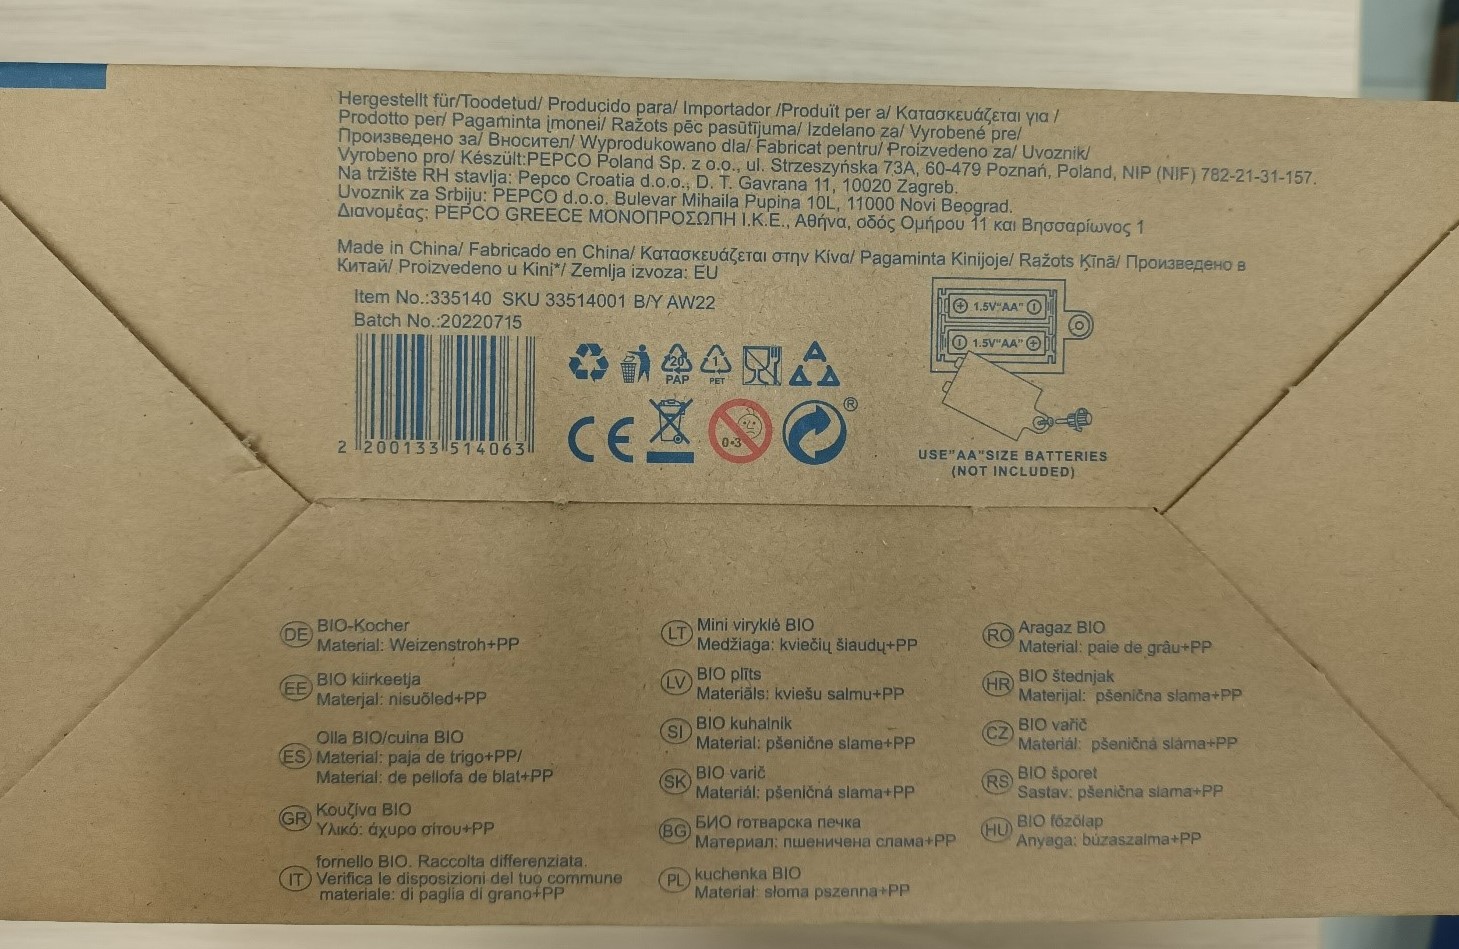 Hergestellt für/Toodetud/ Producido para/ Importador /Produït per a/ Κατασκευάζεται για /
Prodotto per/ Pagaminta įmonei/ Ražots pēc pasūtījuma/ Izdelano za/ Vyrobené pre/
Произведено за/ Вносител/ Wyprodukowano dla/ Fabricat pentru/ Proizvedeno za/ Uvoznik/
Vyrobeno pro/ Készült:PEPCO Poland Sp. z o.o., ul. Strzeszyńska 73A, 60-479 Poznań, Poland, NIP (NIF) 782-21-31-157.
Na tržište RH stavlja: Pepco Croatia d.o.o., D. T. Gavrana 11, 10020 Zagreb.
Uvoznik za Srbiju: PEPCO d.o.o. Bulevar Mihaila Pupina 10L, 11000 Novi Beograd.
Διανομέας: PEPCO GREECE ΜΟΝΟΠΡΟΣΩΠΗ Ι.Κ.Ε., Αθήνα, οδός Ομήρου 11 και Βησσαρίωνος 1
Made in China/ Fabricado en China/ Κατασκευάζεται στην Κίνα/ Pagaminta Kinijoje/ Ražots Ķīnā/ Произведено в
Китай/ Proizvedeno u Kini*/ Zemlja izvoza: EU
Item No.:335140 SKU 33514001 B/Y AW22
Batch No.:20220715
2 200133 514063
20
PAP
1
PET
CE
0-3
®
1.5V"AA"
1.5V"AA"
USE"AA"SIZE BATTERIES
(NOT INCLUDED)
DE BIO-Kocher
Material: Weizenstroh+PP
EE BIO kiirkeetja
Materjal: nisuõled+PP
ES Olla BIO/cuina BIO
Material: paja de trigo+PP/
Material: de pellofa de blat+PP
GR Κουζίνα BIO
Υλικό: άχυρο σίτου+PP
IT fornello BIO. Raccolta differenziata.
Verifica le disposizioni del tuo commune
materiale: di paglia di grano+PP
LT Mini viryklė BIO
Medžiaga: kviečių šiaudų+PP
LV BIO plīts
Materiāls: kviešu salmu+PP
SI BIO kuhalnik
Material: pšenične slame+PP
SK BIO varič
Materiál: pšeničná slama+PP
BG БИО готварска печка
Материал: пшеничена слама+PP
PL kuchenka BIO
Materiał: słoma pszenna+PP
RO Aragaz BIO
Material: paie de grâu+PP
HR BIO štednjak
Materijal: pšenična slama+PP
CZ BIO vařič
Materiál: pšeničná sláma+PP
RS BIO šporet
Sastav: pšenična slama+PP
HU BIO főzőlap
Anyaga: búzaszalma+PP